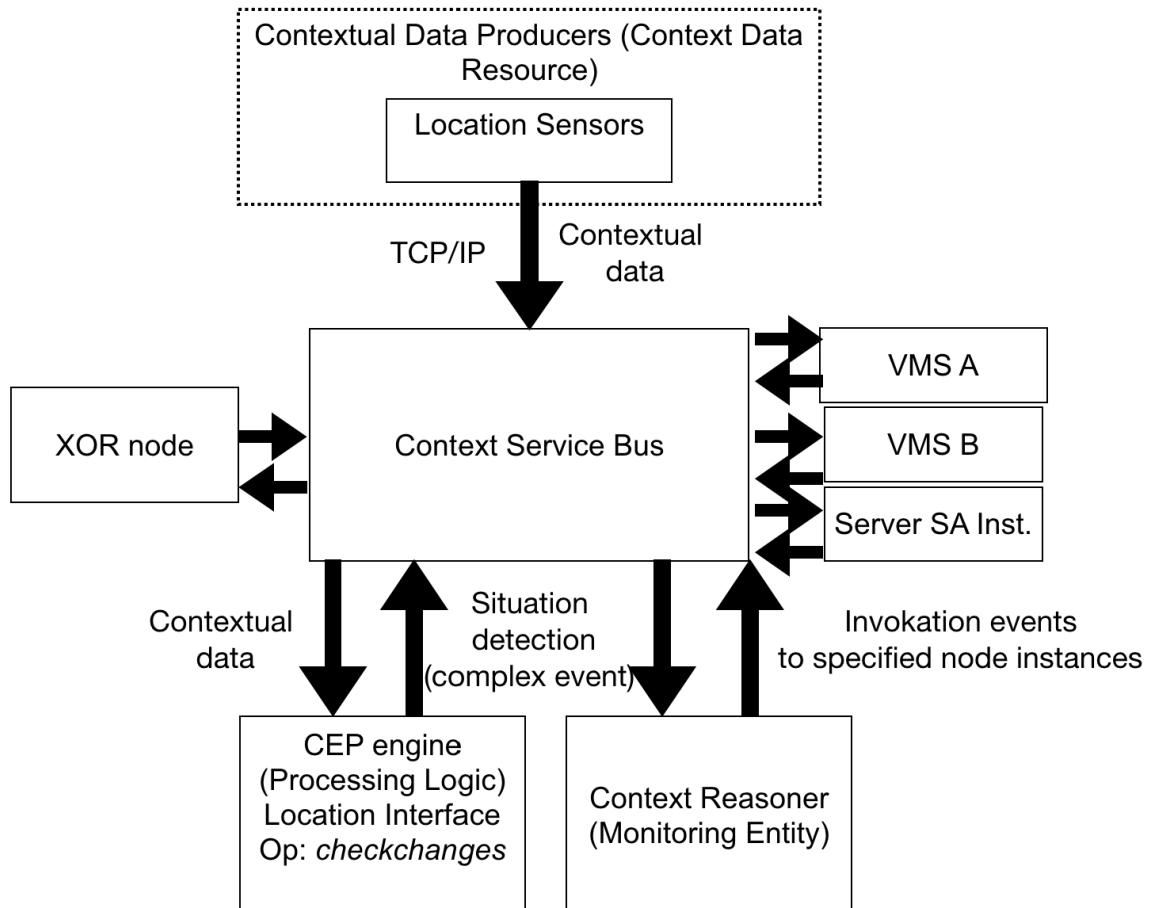 Contextual Data Producers (Context Data
Resource)
Location Sensors
TCP/IP
Contextual
data
XOR node
Context Service Bus
VMS A
VMS B
Server SA Inst.
Contextual
data
Situation
detection
(complex event)
Invokation events
to specified node instances
CEP engine
(Processing Logic)
Location Interface
Op: checkchanges
Context Reasoner
(Monitoring Entity)